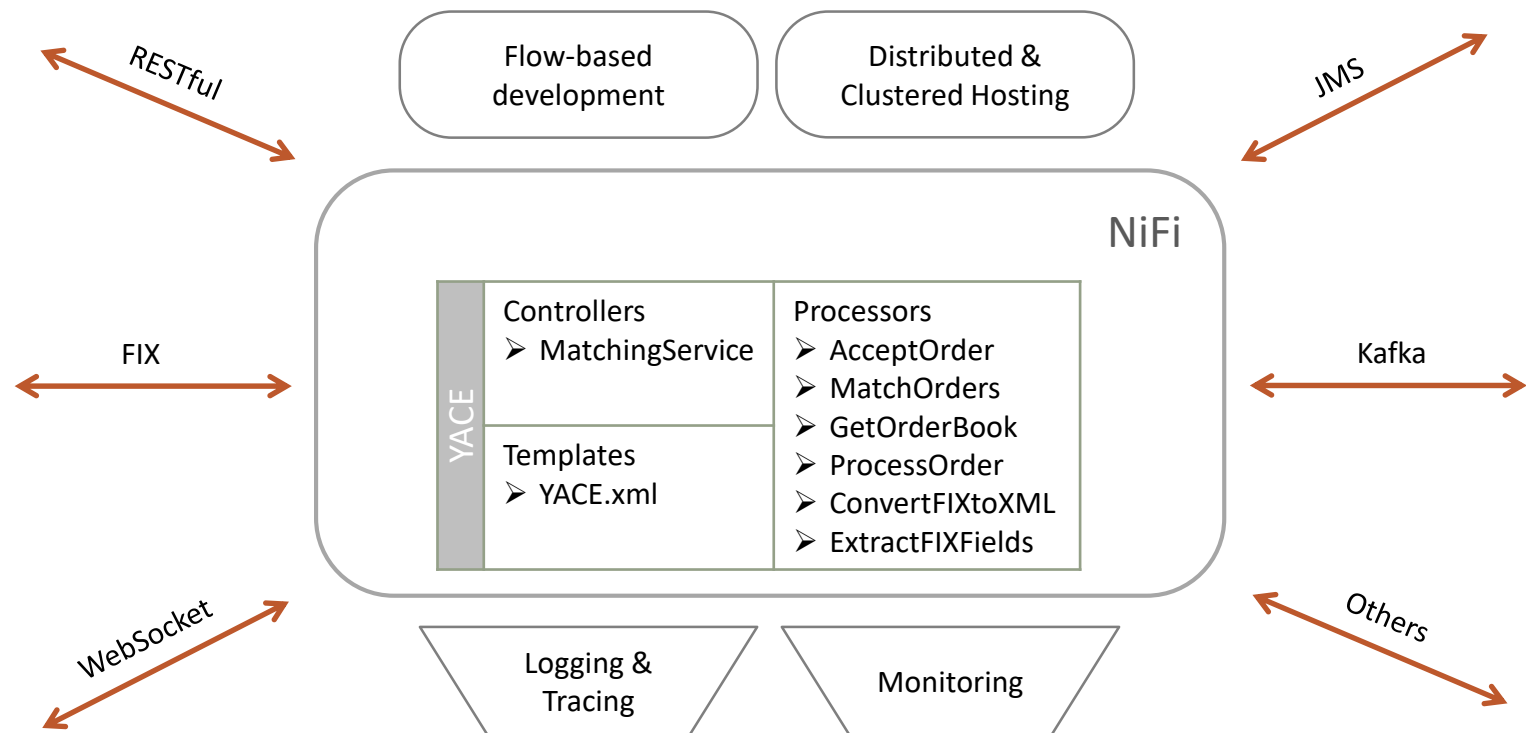 RESTful
Flow-based
development
Distributed &
Clustered Hosting
JMS
NiFi
FIX
Kafka
YACE
Controllers
➢ MatchingService
Templates
➢ YACE.xml
Processors
➢ AcceptOrder
➢ MatchOrders
➢ GetOrderBook
➢ ProcessOrder
➢ ConvertFIXtoXML
➢ ExtractFIXFields
WebSocket
Logging &
Tracing
Monitoring
Others